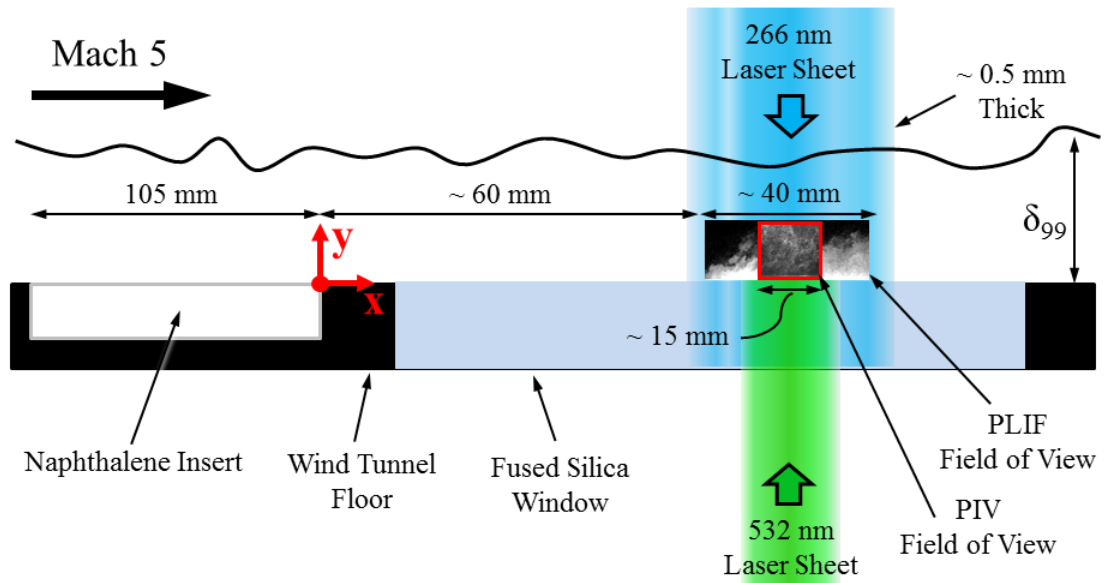 Mach 5
266 nm
Laser Sheet
~ 0.5 mm
Thick
105 mm
~ 60 mm
~ 40 mm
δ99
y
x
~ 15 mm
Naphthalene Insert
Wind Tunnel
Floor
Fused Silica
Window
PLIF
Field of View
PIV
Field of View
532 nm
Laser Sheet